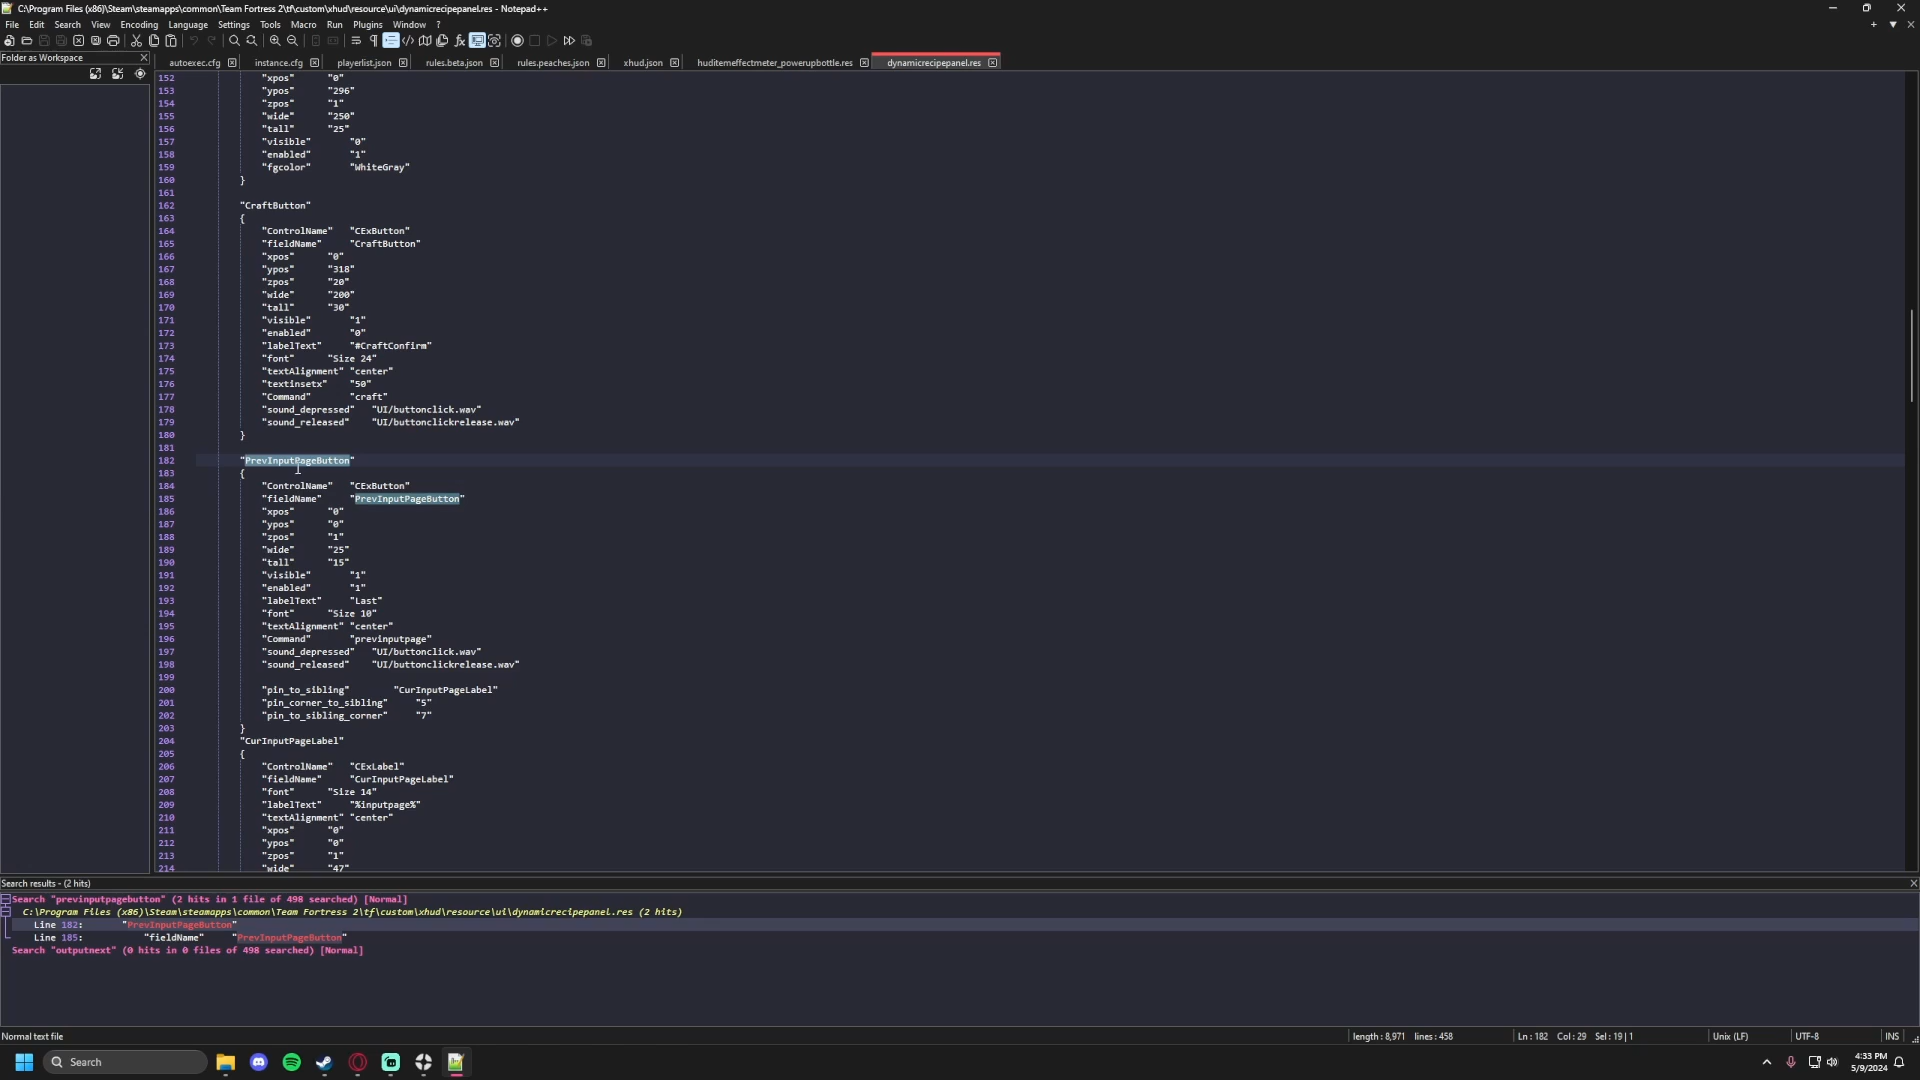 C:\Program Files (x86)\Steam\steamapps\common\Team Fortress 2\tf\custom\xhud\resource\ui\dynamicrecipepanel.res - Notepad++
File Edit Search View Encoding Language Settings Tools Macro Run Plugins Window ?
Folder as Workspace
autoexec.cfg instance.cfg playerlist.json rules.beta.json rules.peaches.json xhud.json huditemeffectmeter_powerupbottle.res dynamicrecipepanel.res
152 "xpos" "0"
153 "ypos" "296"
154 "zpos" "1"
155 "wide" "250"
156 "tall" "25"
157 "visible" "0"
158 "enabled" "1"
159 "fgcolor" "WhiteGray"
160 }
161
162 "CraftButton"
163 {
164 "ControlName" "CExButton"
165 "fieldName" "CraftButton"
166 "xpos" "0"
167 "ypos" "318"
168 "zpos" "20"
169 "wide" "200"
170 "tall" "30"
171 "visible" "1"
172 "enabled" "0"
173 "labelText" "#CraftConfirm"
174 "font" "Size 24"
175 "textAlignment" "center"
176 "textinsetx" "50"
177 "Command" "craft"
178 "sound_depressed" "UI/buttonclick.wav"
179 "sound_released" "UI/buttonclickrelease.wav"
180 }
181
182 "PrevInputPageButton"
183 {
184 "ControlName" "CExButton"
185 "fieldName" "PrevInputPageButton"
186 "xpos" "0"
187 "ypos" "0"
188 "zpos" "1"
189 "wide" "25"
190 "tall" "15"
191 "visible" "1"
192 "enabled" "1"
193 "labelText" "Last"
194 "font" "Size 10"
195 "textAlignment" "center"
196 "Command" "previnputpage"
197 "sound_depressed" "UI/buttonclick.wav"
198 "sound_released" "UI/buttonclickrelease.wav"
199
200 "pin_to_sibling" "CurInputPageLabel"
201 "pin_corner_to_sibling" "5"
202 "pin_to_sibling_corner" "7"
203 }
204 "CurInputPageLabel"
205 {
206 "ControlName" "CExLabel"
207 "fieldName" "CurInputPageLabel"
208 "font" "Size 14"
209 "labelText" "%inputpage%"
210 "textAlignment" "center"
211 "xpos" "0"
212 "ypos" "0"
213 "zpos" "1"
214 "wide" "47"
Search results - (2 hits)
Search "previnputpagebutton" (2 hits in 1 file of 498 searched) [Normal]
C:\Program Files (x86)\Steam\steamapps\common\Team Fortress 2\tf\custom\xhud\resource\ui\dynamicrecipepanel.res (2 hits)
Line 182: "PrevInputPageButton"
Line 185: "fieldName" "PrevInputPageButton"
Search "outputnext" (0 hits in 0 files of 498 searched) [Normal]
Normal text file length : 8,971 lines : 458 Ln : 182 Col : 29 Sel : 19 | 1 Unix (LF) UTF-8 INS
Search
4:33 PM
5/9/2024